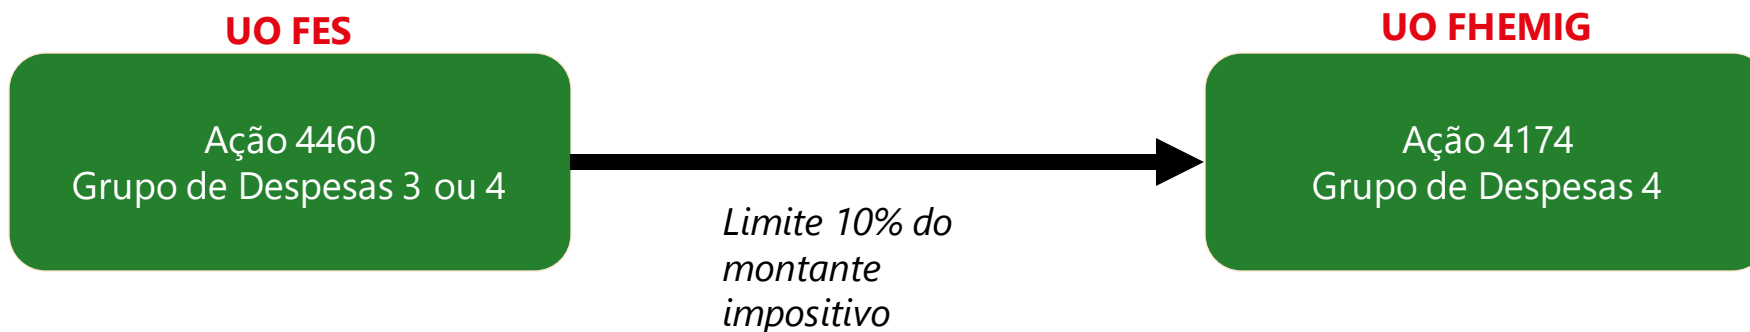 UO FES
UO FHEMIG
Ação 4460
Grupo de Despesas 3 ou 4
Limite 10% do
montante
impositivo
Ação 4174
Grupo de Despesas 4